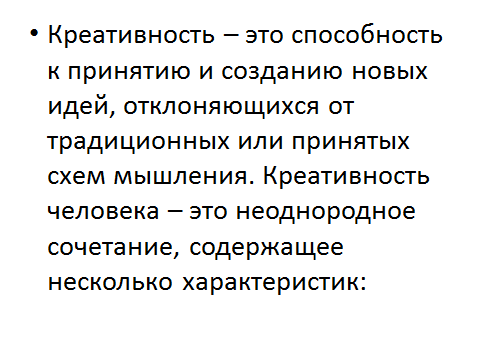 • Креативность – это способность
к принятию и созданию новых
идей, отклоняющихся от
традиционных или принятых
схем мышления. Креативность
человека – это неоднородное
сочетание, содержащее
несколько характеристик: